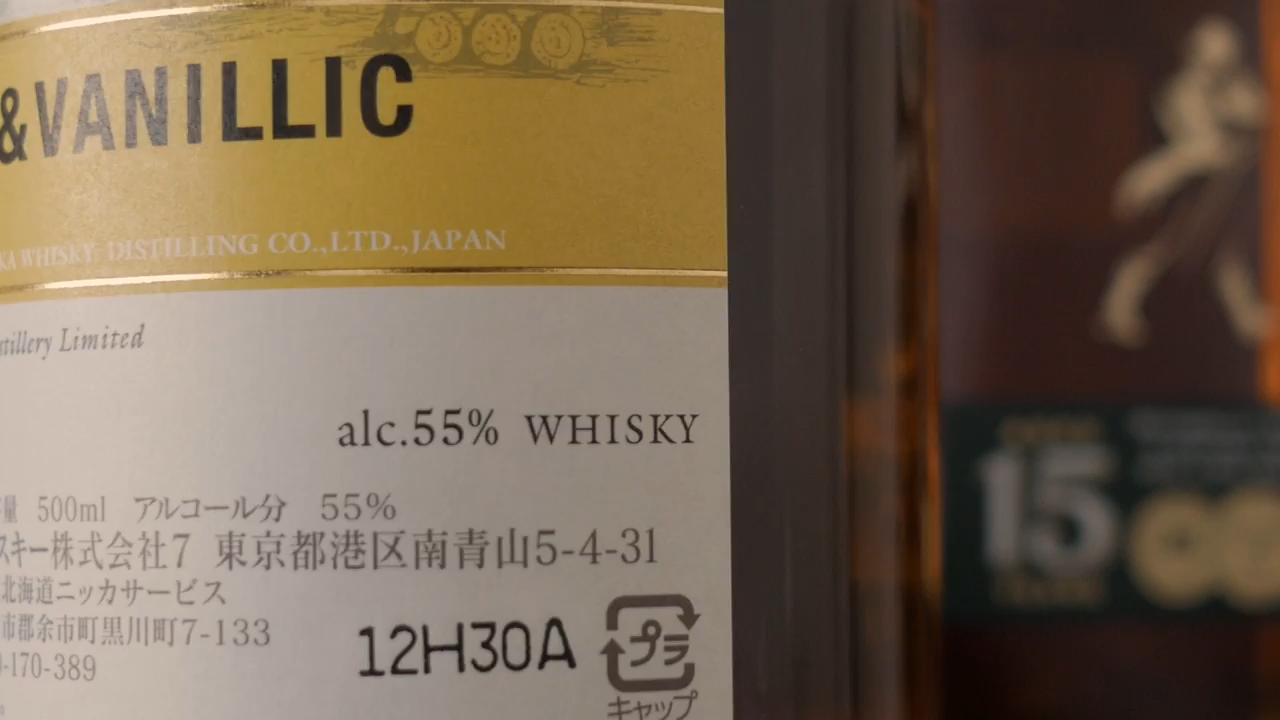 &VANILLIC
KA WHISKY DISTILLING CO.,LTD.,JAPAN
stillery Limited
alc.55% WHISKY
量 500ml アルコール分 55%
スキー株式会社7 東京都港区南青山5-4-31
北海道ニッカサービス
市郡余市町黒川町7-133
-170-389
12H30A
プラ
キャップ
15